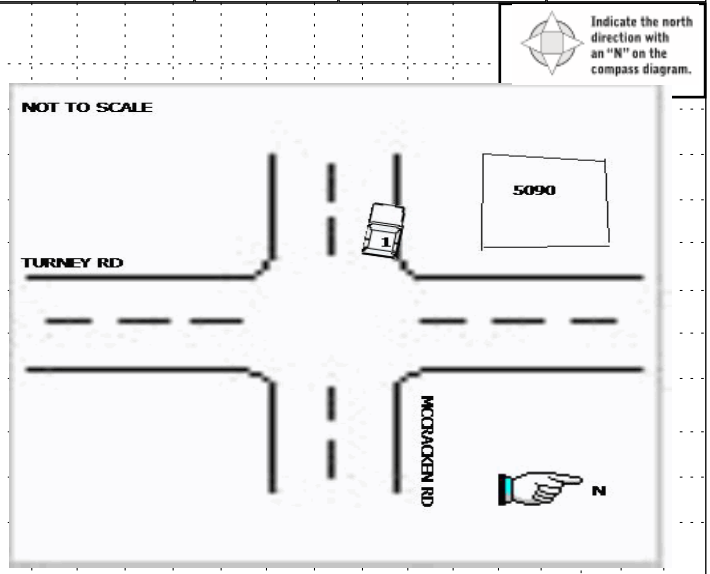 Indicate the north
direction with
an “N” on the
compass diagram.
NOT TO SCALE
5090
1
TURNEY RD
MCCRACKEN RD
N